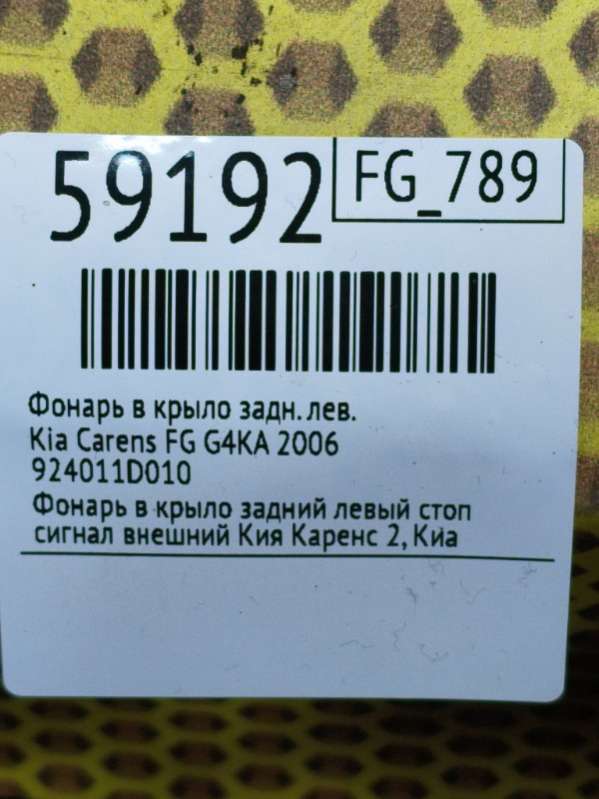 59192
FG_789
Фонарь в крыло задн. лев.
Kia Carens FG G4KA 2006
924011D010
Фонарь в крыло задний левый стоп
сигнал внешний Кия Каренс 2, Киа